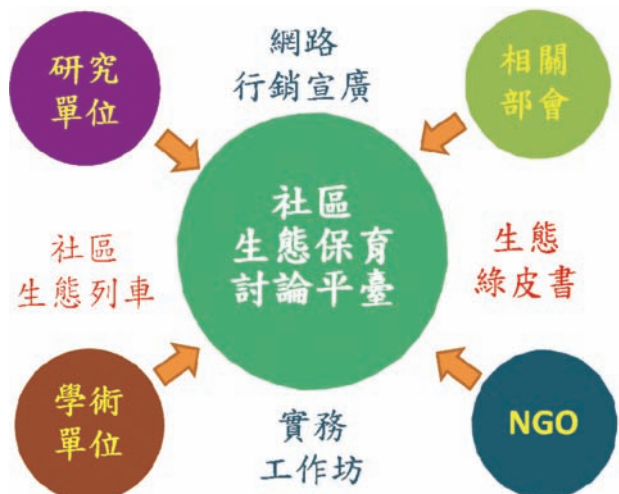 研究
單位
網路
行銷宣廣
相關
部會
社區
生態保育
討論平臺
社區
生態列車
生態
綠皮書
學術
單位
實務
工作坊
NGO